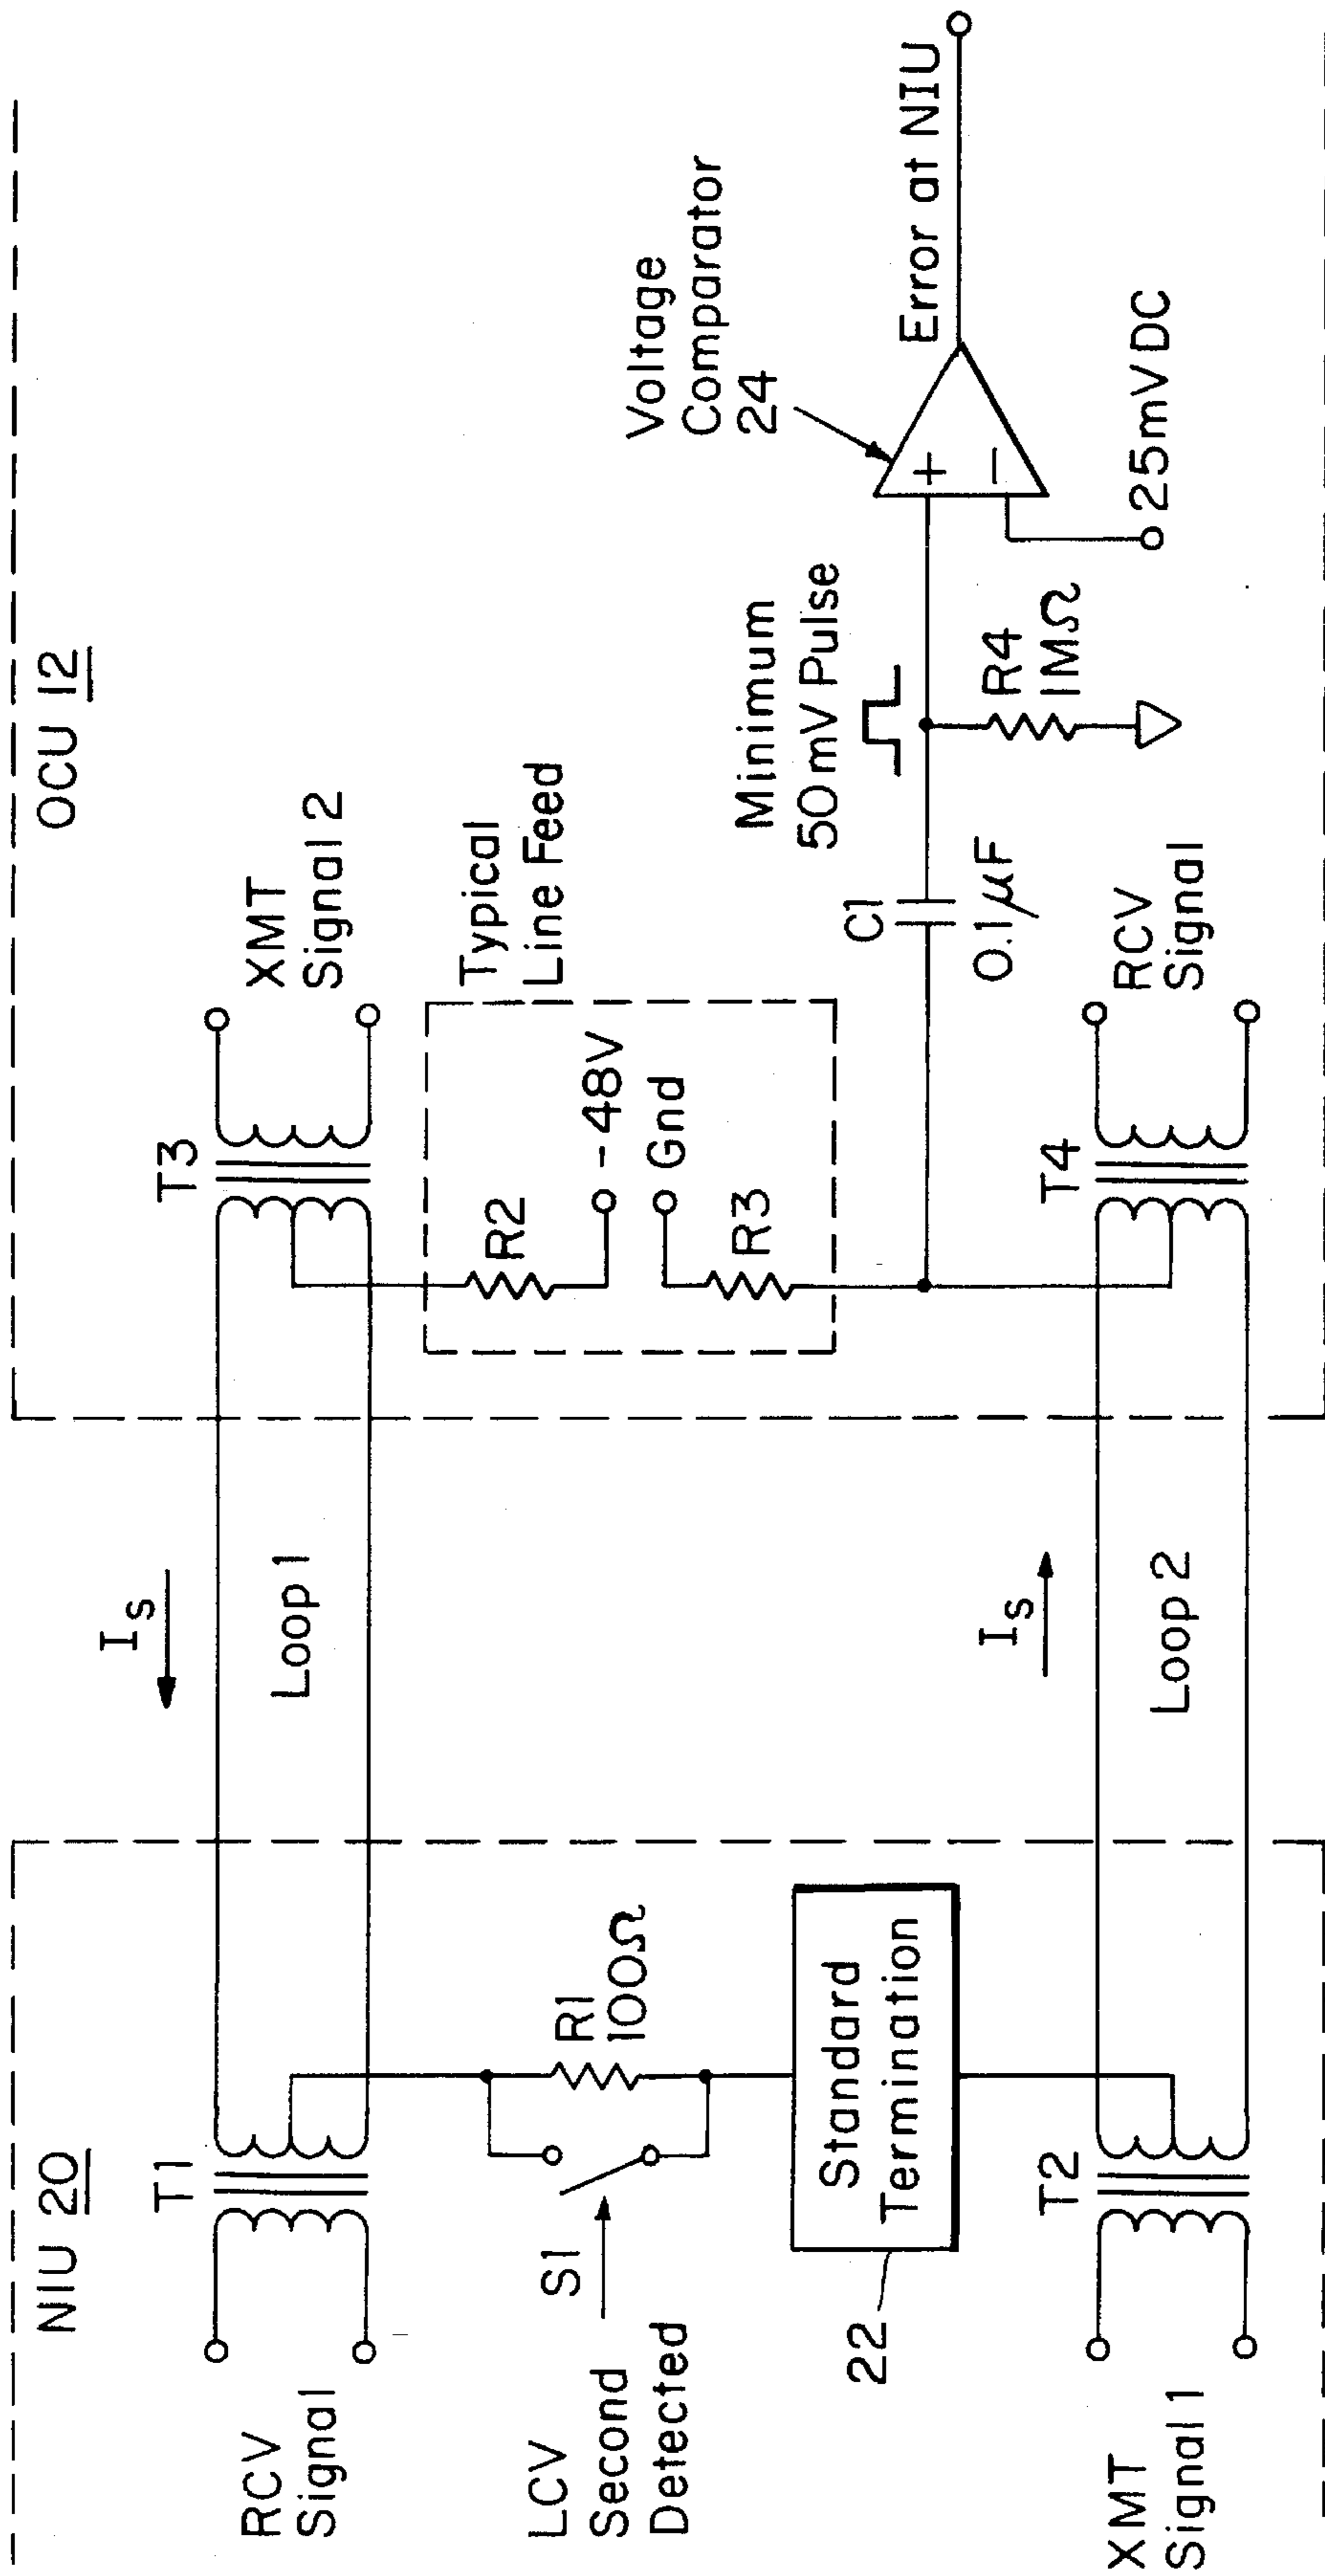 NIU 20
OCU 12
RCV
Signal
T1
I s
Loop 1
T3
XMT
Signal 2
LCV
Second
Detected
S1
R1
100Ω
R2
-48V
Gnd
R3
Typical
Line Feed
Minimum
50mV Pulse
Voltage
Comparator
24
22
Standard
Termination
C1
0.1μF
R4
1MΩ
+
−
Error at NIU
25mVDC
XMT
Signal 1
T2
I s
Loop 2
T4
RCV
Signal